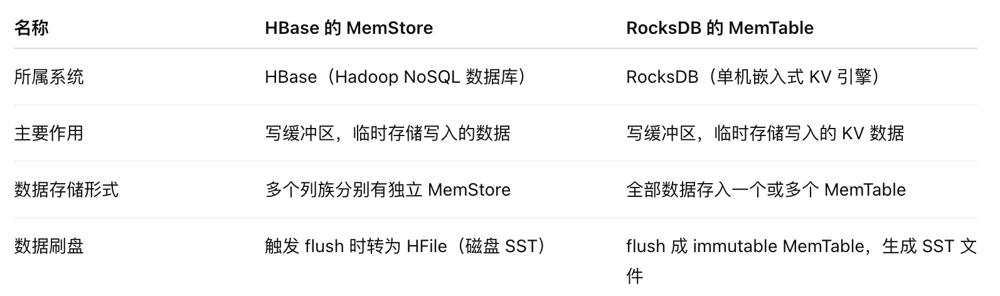 名称 HBase 的 MemStore RocksDB 的 MemTable
所属系统 HBase（Hadoop NoSQL 数据库） RocksDB（单机嵌入式 KV 引擎）
主要作用 写缓冲区，临时存储写入的数据 写缓冲区，临时存储写入的 KV 数据
数据存储形式 多个列族分别有独立 MemStore 全部数据存入一个或多个 MemTable
数据刷盘 触发 flush 时转为 HFile（磁盘 SST） flush 成 immutable MemTable，生成 SST 文
件